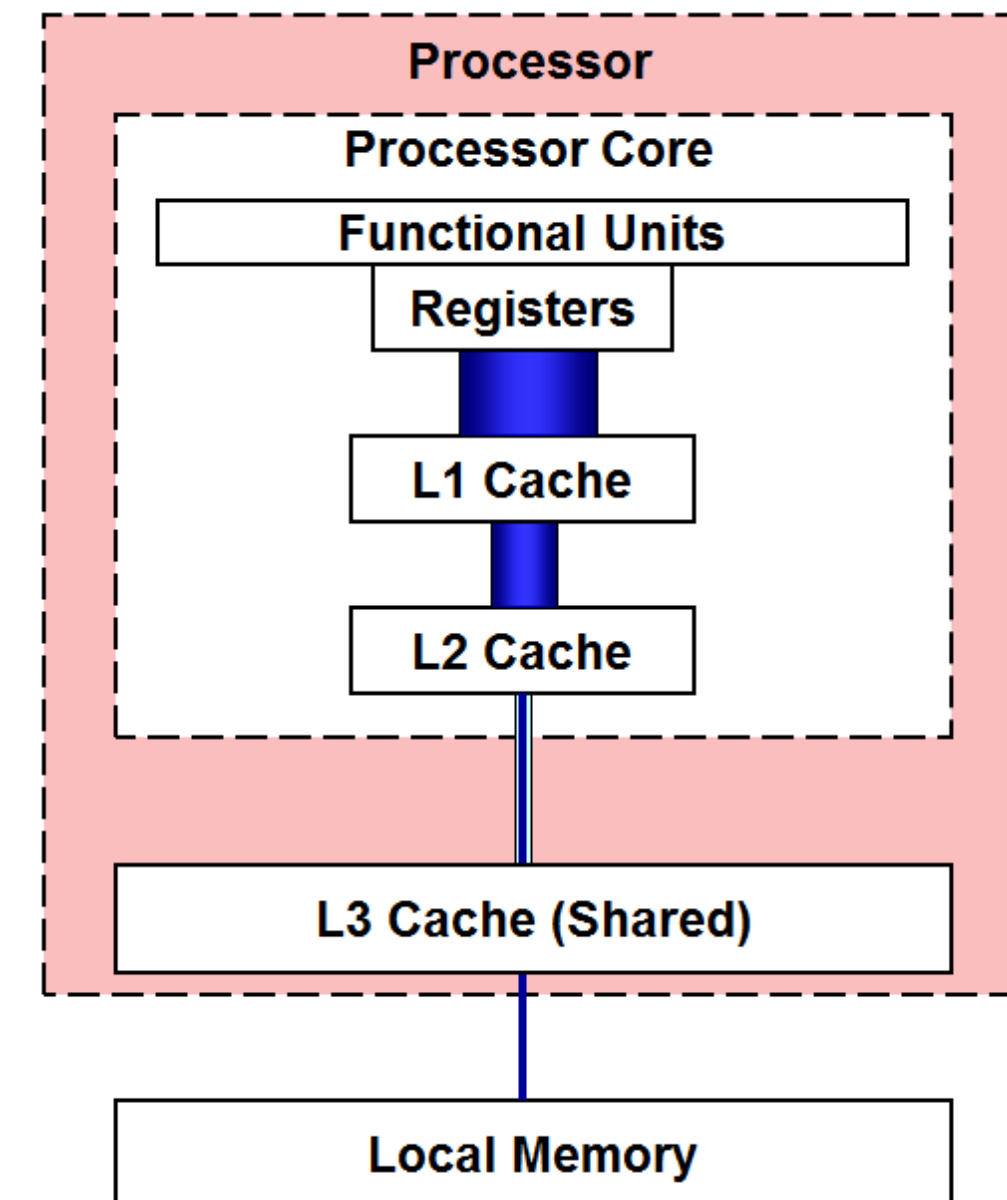 Processor
Processor Core
Functional Units
Registers
L1 Cache
L2 Cache
L3 Cache (Shared)
Local Memory